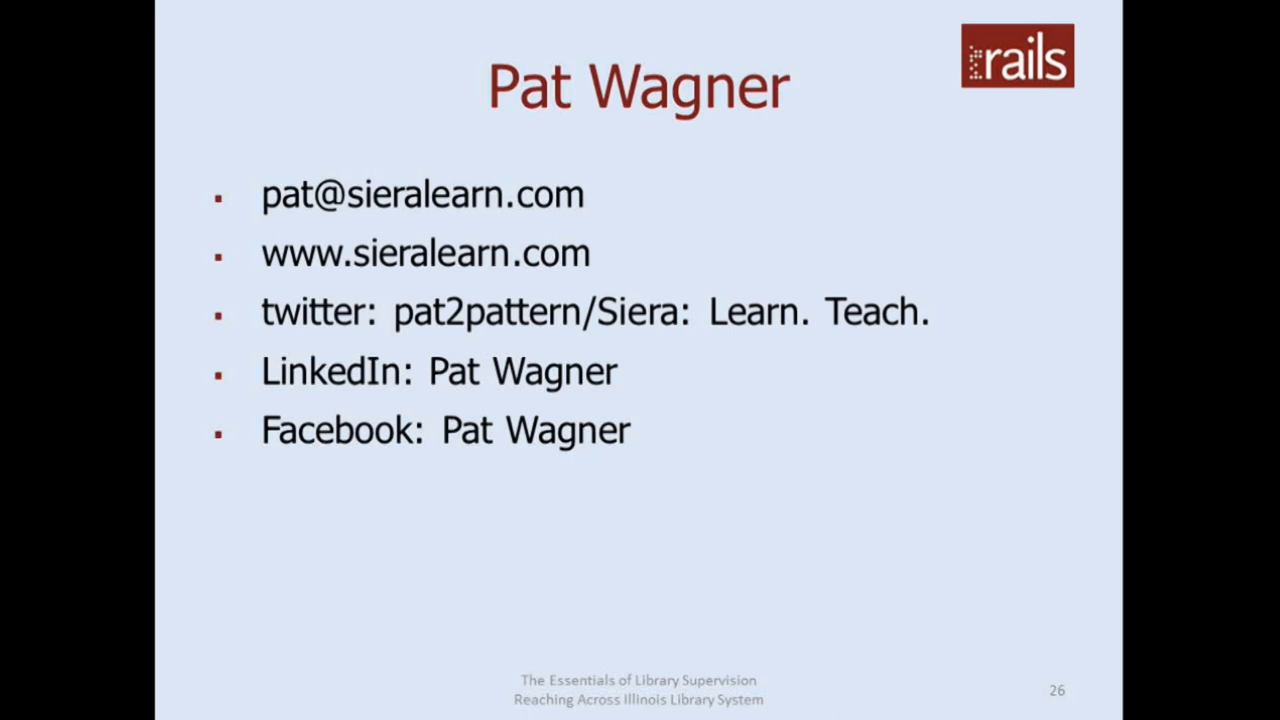 rails
Pat Wagner
▪ pat@sieralearn.com
▪ www.sieralearn.com
▪ twitter: pat2pattern/Siera: Learn. Teach.
▪ LinkedIn: Pat Wagner
▪ Facebook: Pat Wagner
The Essentials of Library Supervision
Reaching Across Illinois Library System
26